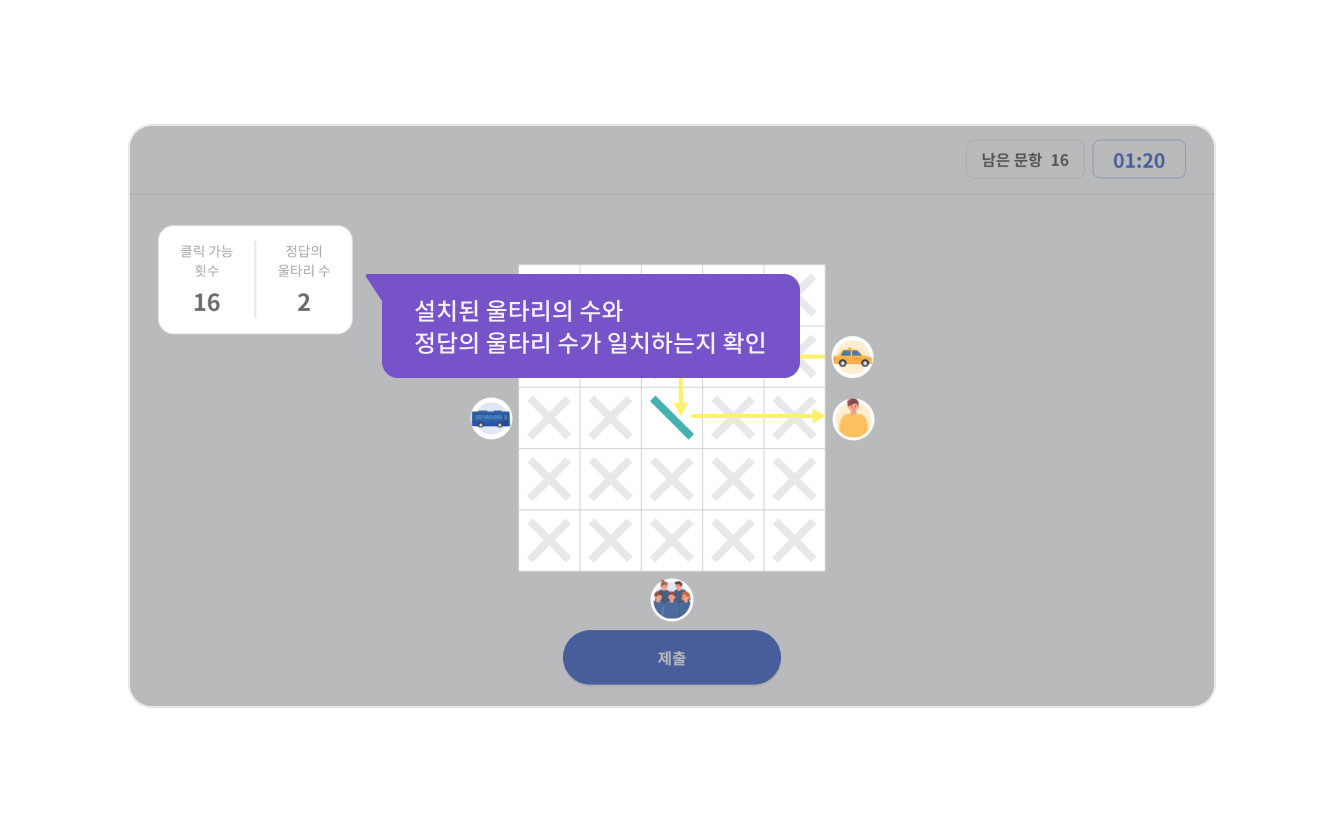 남은 문항 16
01:20
클릭 가능
횟수
16
정답의
울타리 수
2
설치된 울타리의 수와
정답의 울타리 수가 일치하는지 확인
제출